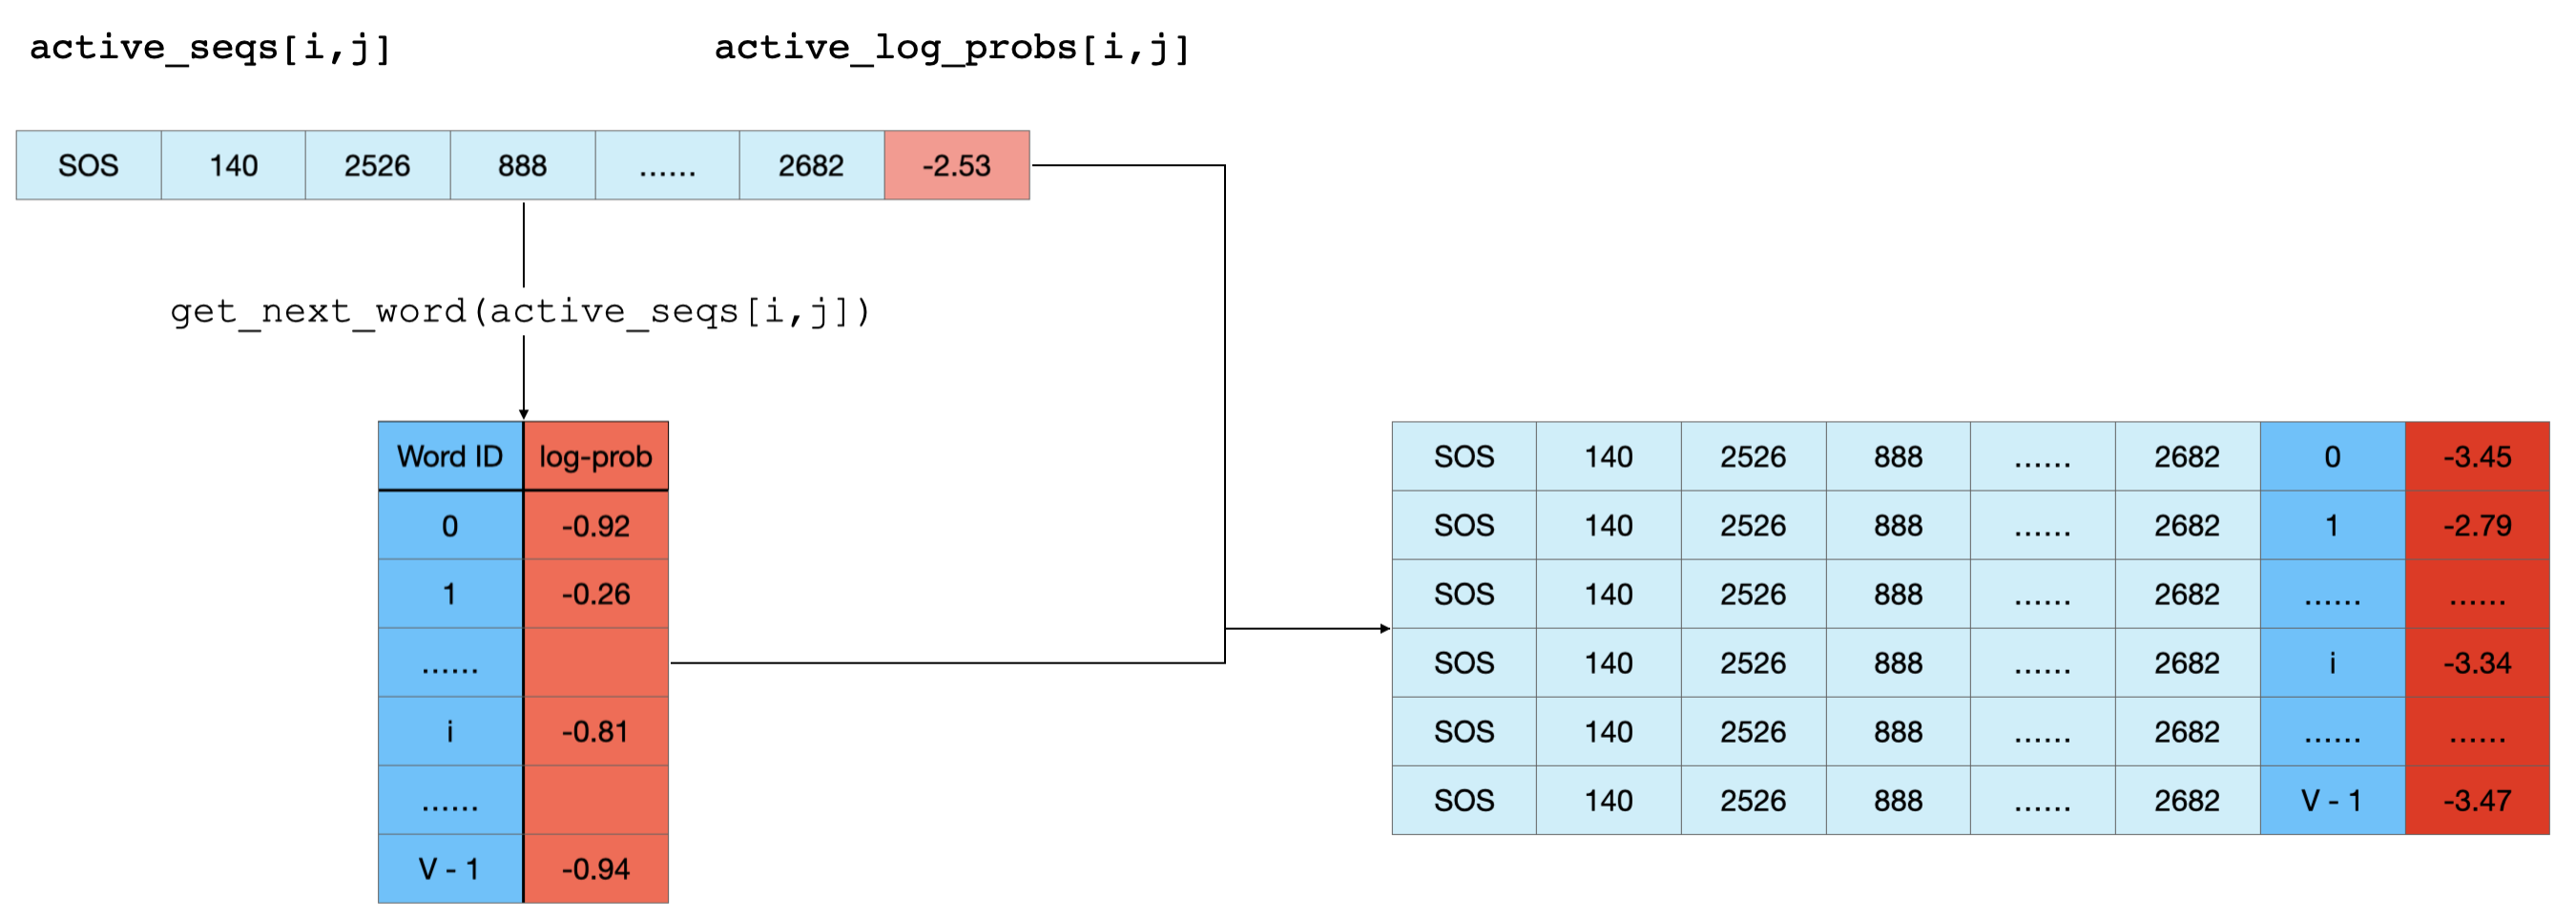 active_seqs[i,j] active_log_probs[i,j]
SOS 140 2526 888 ...... 2682 -2.53
get_next_word(active_seqs[i,j])
Word ID log-prob
0 -0.92
1 -0.26
......
i -0.81
......
V - 1 -0.94
SOS 140 2526 888 ...... 2682 0 -3.45
SOS 140 2526 888 ...... 2682 1 -2.79
SOS 140 2526 888 ...... 2682 ...... ......
SOS 140 2526 888 ...... 2682 i -3.34
SOS 140 2526 888 ...... 2682 ...... ......
SOS 140 2526 888 ...... 2682 V - 1 -3.47